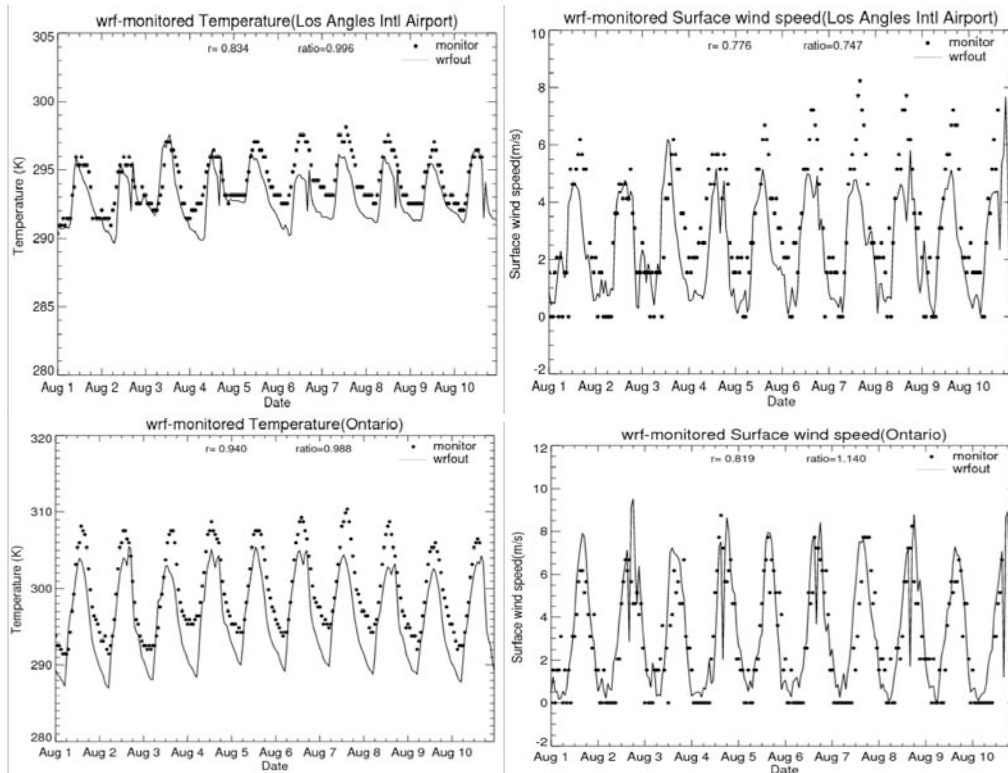 wrf-monitored Temperature(Los Angles Intl Airport)
r= 0.834 ratio=0.996
monitor
wrfout
305
300
295
290
285
280
Temperature (K)
Aug 1 Aug 2 Aug 3 Aug 4 Aug 5 Aug 6 Aug 7 Aug 8 Aug 9 Aug 10
Date
wrf-monitored Surface wind speed(Los Angles Intl Airport)
r= 0.776 ratio=0.747
monitor
wrfout
10
8
6
4
2
0
-2
Surface wind speed(m/s)
Aug 1 Aug 2 Aug 3 Aug 4 Aug 5 Aug 6 Aug 7 Aug 8 Aug 9 Aug 10
Date
wrf-monitored Temperature(Ontario)
r= 0.940 ratio=0.988
monitor
wrfout
320
310
300
290
280
Temperature (K)
Aug 1 Aug 2 Aug 3 Aug 4 Aug 5 Aug 6 Aug 7 Aug 8 Aug 9 Aug 10
Date
wrf-monitored Surface wind speed(Ontario)
r= 0.819 ratio=1.140
monitor
wrfout
12
10
8
6
4
2
0
-2
Surface wind speed(m/s)
Aug 1 Aug 2 Aug 3 Aug 4 Aug 5 Aug 6 Aug 7 Aug 8 Aug 9 Aug 10
Date